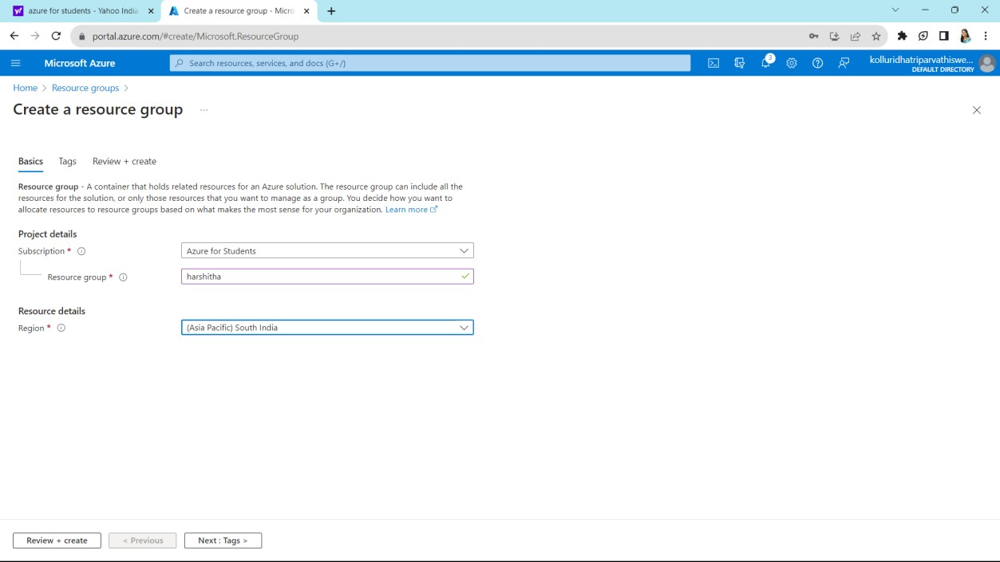 azure for students - Yahoo India
Create a resource group - Micro
portal.azure.com/#create/Microsoft.ResourceGroup
Microsoft Azure
Search resources, services, and docs (G+/)
3
kolluridhatriparvathiswe...
DEFAULT DIRECTORY
Home > Resource groups >
Create a resource group ...
Basics Tags Review + create
Resource group - A container that holds related resources for an Azure solution. The resource group can include all the
resources for the solution, or only those resources that you want to manage as a group. You decide how you want to
allocate resources to resource groups based on what makes the most sense for your organization. Learn more
Project details
Subscription * Azure for Students
Resource group * harshitha
Resource details
Region * (Asia Pacific) South India
Review + create < Previous Next : Tags >